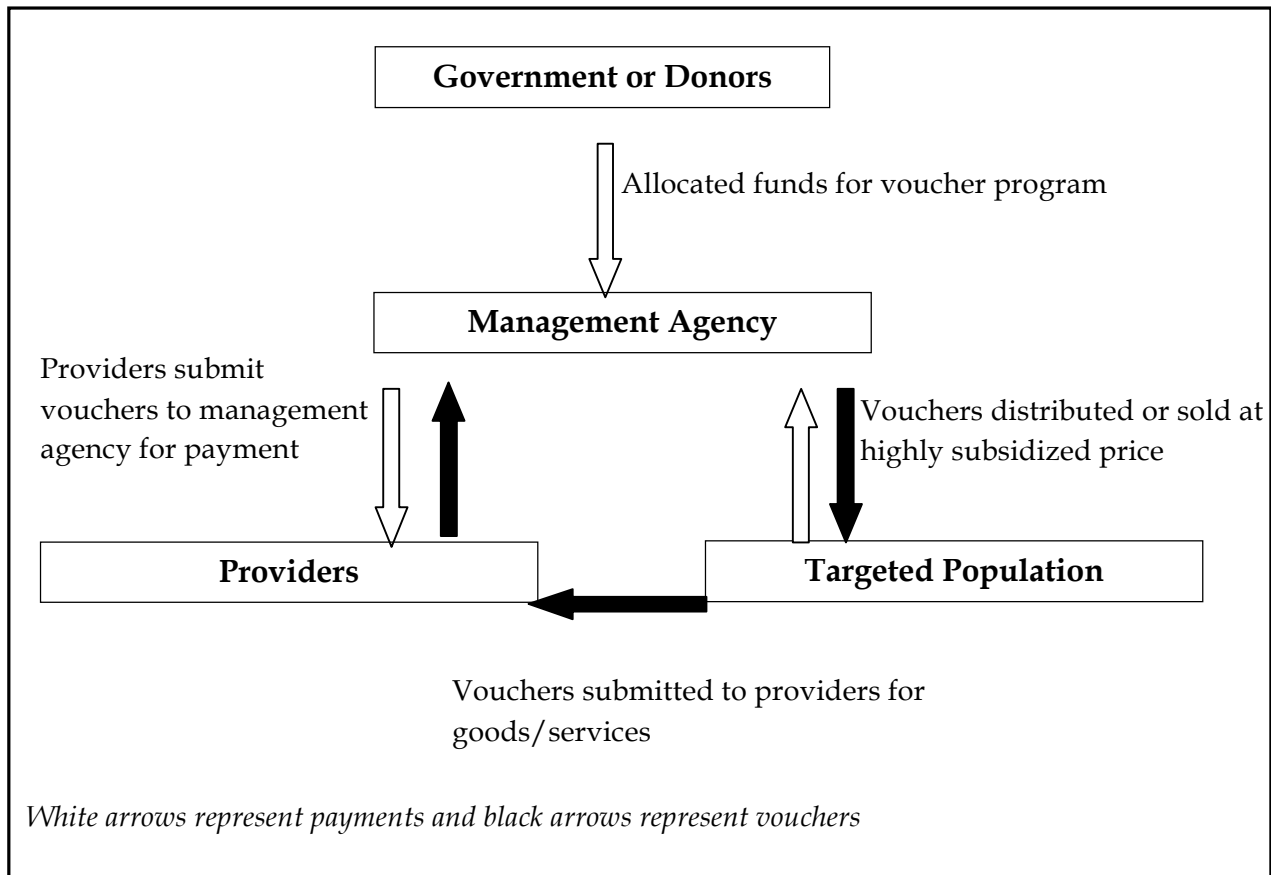 Government or Donors
Allocated funds for voucher program
Management Agency
Providers submit
vouchers to management
agency for payment
Vouchers distributed or sold at
highly subsidized price
Providers
Targeted Population
Vouchers submitted to providers for
goods/services
White arrows represent payments and black arrows represent vouchers